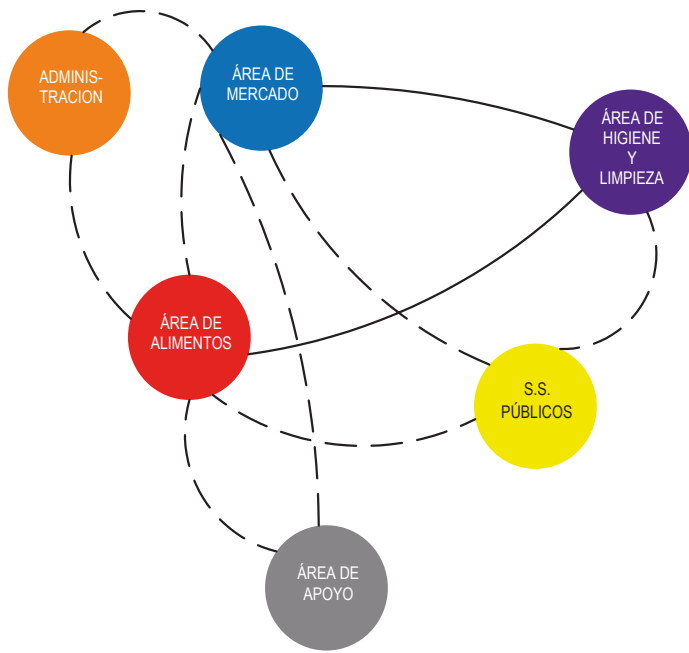 ADMINIS-
TRACION
ÁREA DE
MERCADO
ÁREA DE
HIGIENE
Y
LIMPIEZA
ÁREA DE
ALIMENTOS
S.S.
PÚBLICOS
ÁREA DE
APOYO